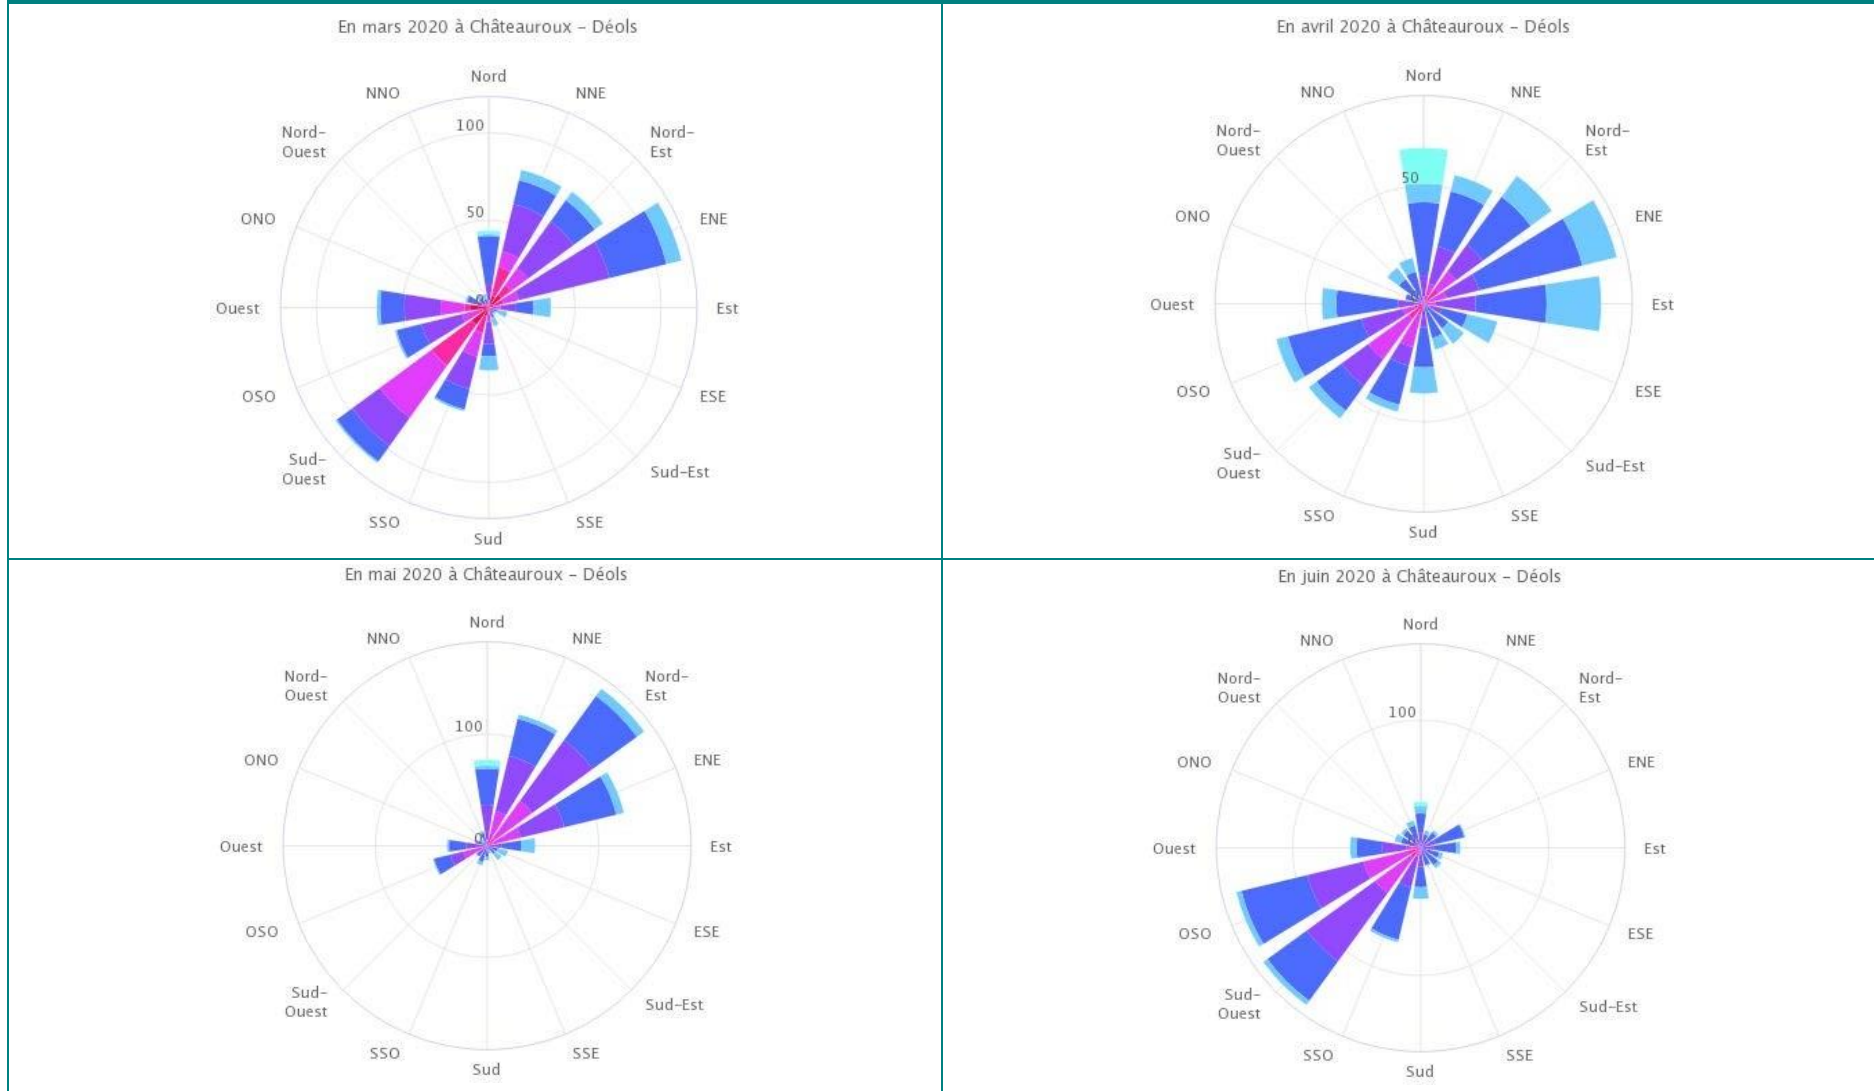 En mars 2020 à Châteauroux – Déols
Nord
NNO
NNE
Nord-
Ouest
Nord-
Est
100
50
0
ONO
ENE
Ouest
Est
OSO
ESE
Sud-
Ouest
Sud-Est
SSO
SSE
Sud
En avril 2020 à Châteauroux – Déols
Nord
NNO
NNE
Nord-
Ouest
Nord-
Est
50
ONO
ENE
Ouest
Est
OSO
ESE
Sud-
Ouest
Sud-Est
SSO
SSE
Sud
En mai 2020 à Châteauroux – Déols
Nord
NNO
NNE
Nord-
Ouest
Nord-
Est
100
0
ONO
ENE
Ouest
Est
OSO
ESE
Sud-
Ouest
Sud-Est
SSO
SSE
Sud
En juin 2020 à Châteauroux – Déols
Nord
NNO
NNE
Nord-
Ouest
Nord-
Est
100
ONO
ENE
Ouest
Est
OSO
ESE
Sud-
Ouest
Sud-Est
SSO
SSE
Sud